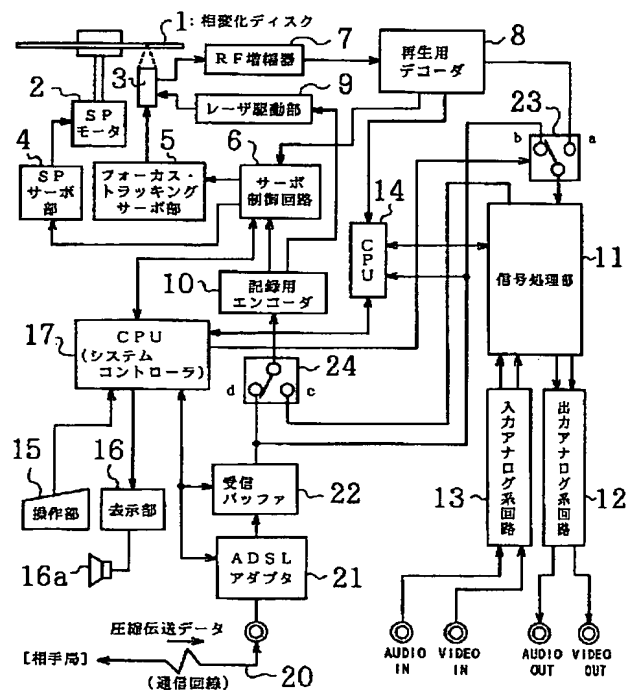 1:相変化ディスク
7
8
RF増幅器
再生用
デコーダ
3
9
2
SP
モータ
レーザ駆動部
23
b
a
4
5
6
SP
サーボ部
フォーカス・
トラッキング
サーボ部
サーボ
制御回路
14
CPU
10
記録用
エンコーダ
信号処理部
11
17
CPU
(システム
コントローラ)
24
d
c
15
16
操作部
表示部
16a
受信
バッファ
22
入力アナログ系回路
13
出力アナログ系回路
12
ADSL
アダプタ
21
圧縮伝送データ
[相手局]
(通信回線)
20
AUDIO
IN
VIDEO
IN
AUDIO
OUT
VIDEO
OUT